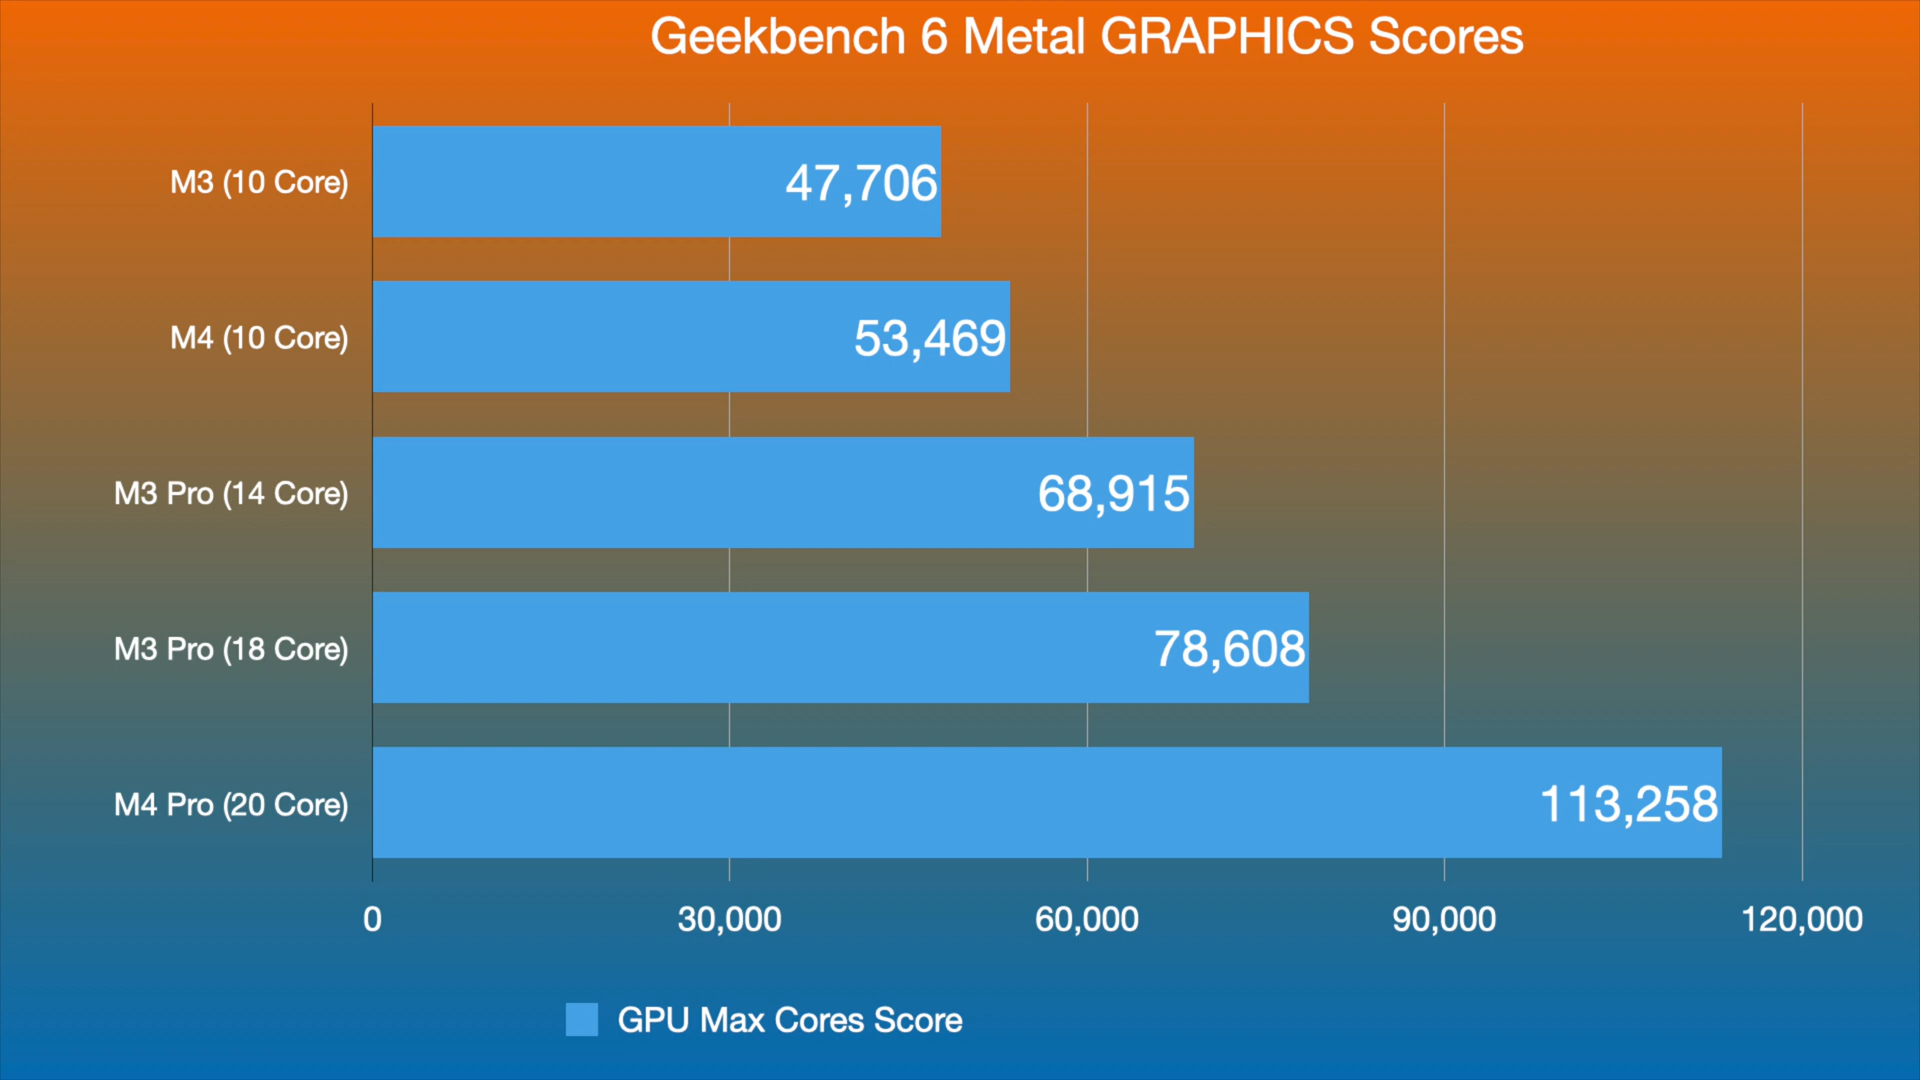 Geekbench 6 Metal GRAPHICS Scores
M3 (10 Core)
47,706
M4 (10 Core)
53,469
M3 Pro (14 Core)
68,915
M3 Pro (18 Core)
78,608
M4 Pro (20 Core)
113,258
0 30,000 60,000 90,000 120,000
GPU Max Cores Score